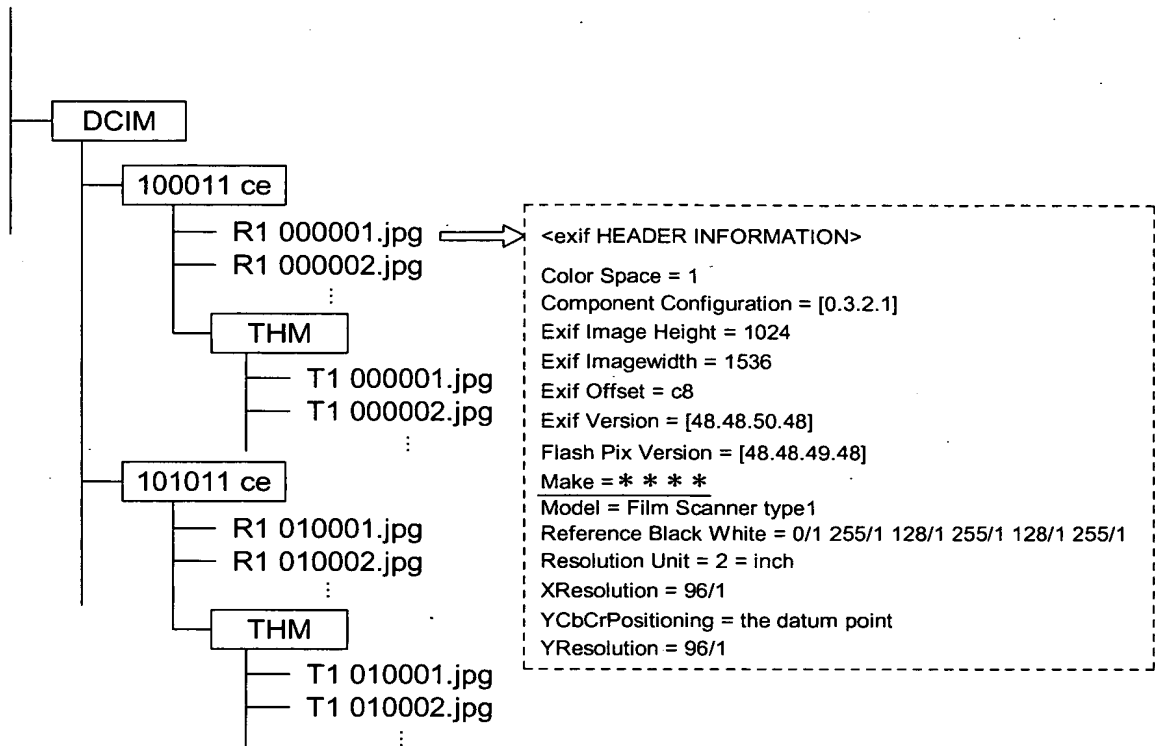 DCIM
100011 ce
R1 000001.jpg
R1 000002.jpg
⋮
THM
T1 000001.jpg
T1 000002.jpg
⋮
101011 ce
R1 010001.jpg
R1 010002.jpg
⋮
THM
T1 010001.jpg
T1 010002.jpg
⋮
<exif HEADER INFORMATION>
Color Space = 1
Component Configuration = [0.3.2.1]
Exif Image Height = 1024
Exif Imagewidth = 1536
Exif Offset = c8
Exif Version = [48.48.50.48]
Flash Pix Version = [48.48.49.48]
Make = * * * *
Model = Film Scanner type1
Reference Black White = 0/1 255/1 128/1 255/1 128/1 255/1
Resolution Unit = 2 = inch
XResolution = 96/1
YCbCrPositioning = the datum point
YResolution = 96/1